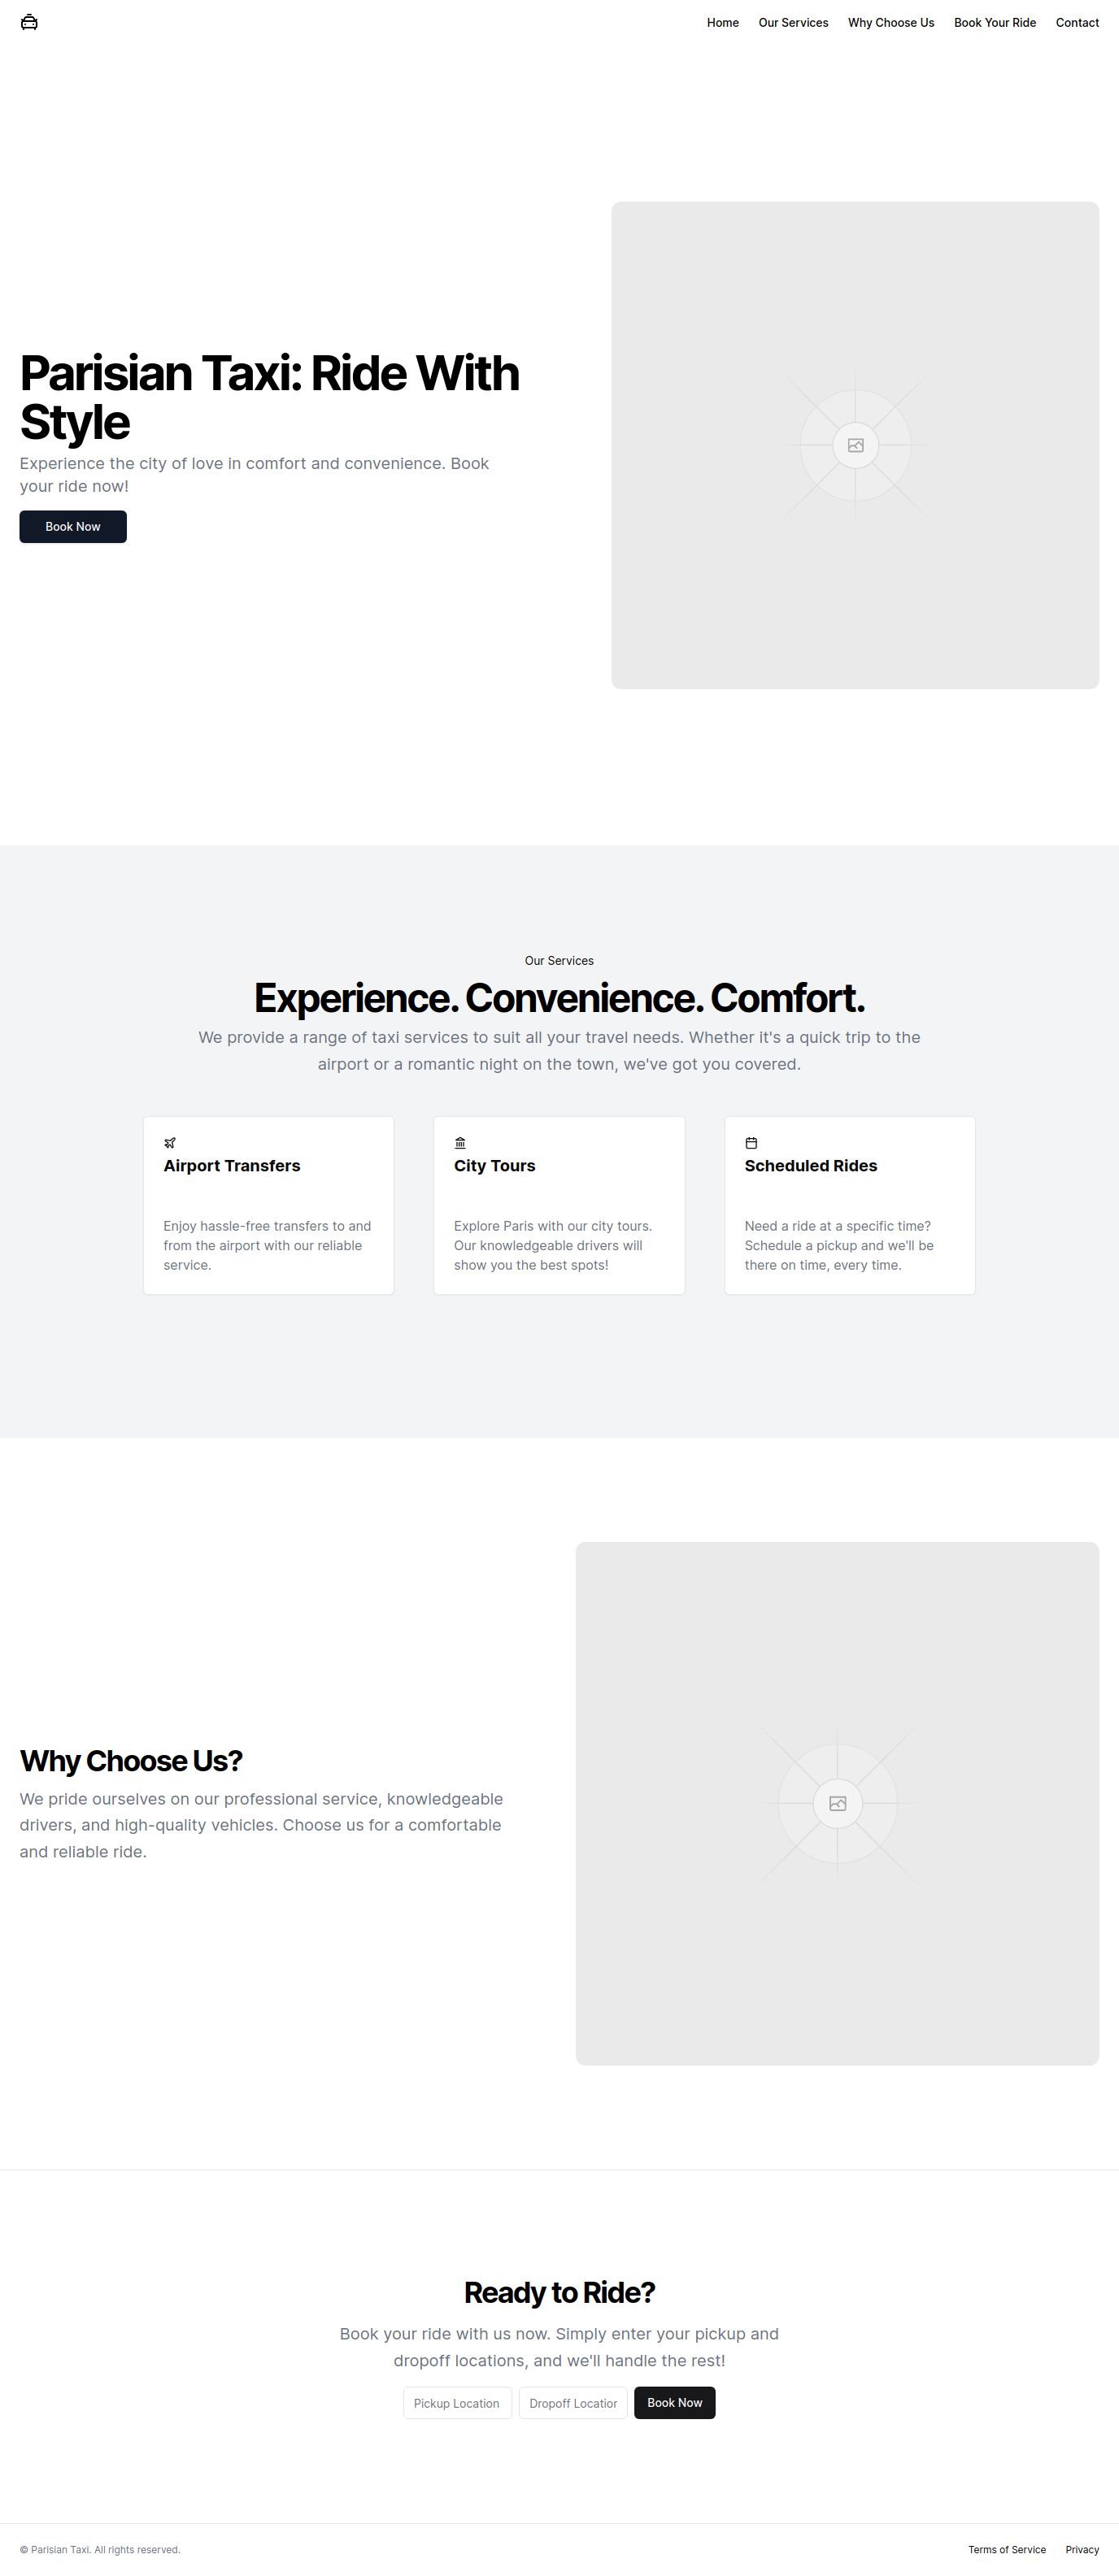 Home Our Services Why Choose Us Book Your Ride Contact
Parisian Taxi: Ride With
Style
Experience the city of love in comfort and convenience. Book
your ride now!
Book Now
Our Services
Experience. Convenience. Comfort.
We provide a range of taxi services to suit all your travel needs. Whether it's a quick trip to the
airport or a romantic night on the town, we've got you covered.
Airport Transfers
Enjoy hassle-free transfers to and
from the airport with our reliable
service.
City Tours
Explore Paris with our city tours.
Our knowledgeable drivers will
show you the best spots!
Scheduled Rides
Need a ride at a specific time?
Schedule a pickup and we'll be
there on time, every time.
Why Choose Us?
We pride ourselves on our professional service, knowledgeable
drivers, and high-quality vehicles. Choose us for a comfortable
and reliable ride.
Ready to Ride?
Book your ride with us now. Simply enter your pickup and
dropoff locations, and we'll handle the rest!
Pickup Location Dropoff Location Book Now
© Parisian Taxi. All rights reserved. Terms of Service Privacy